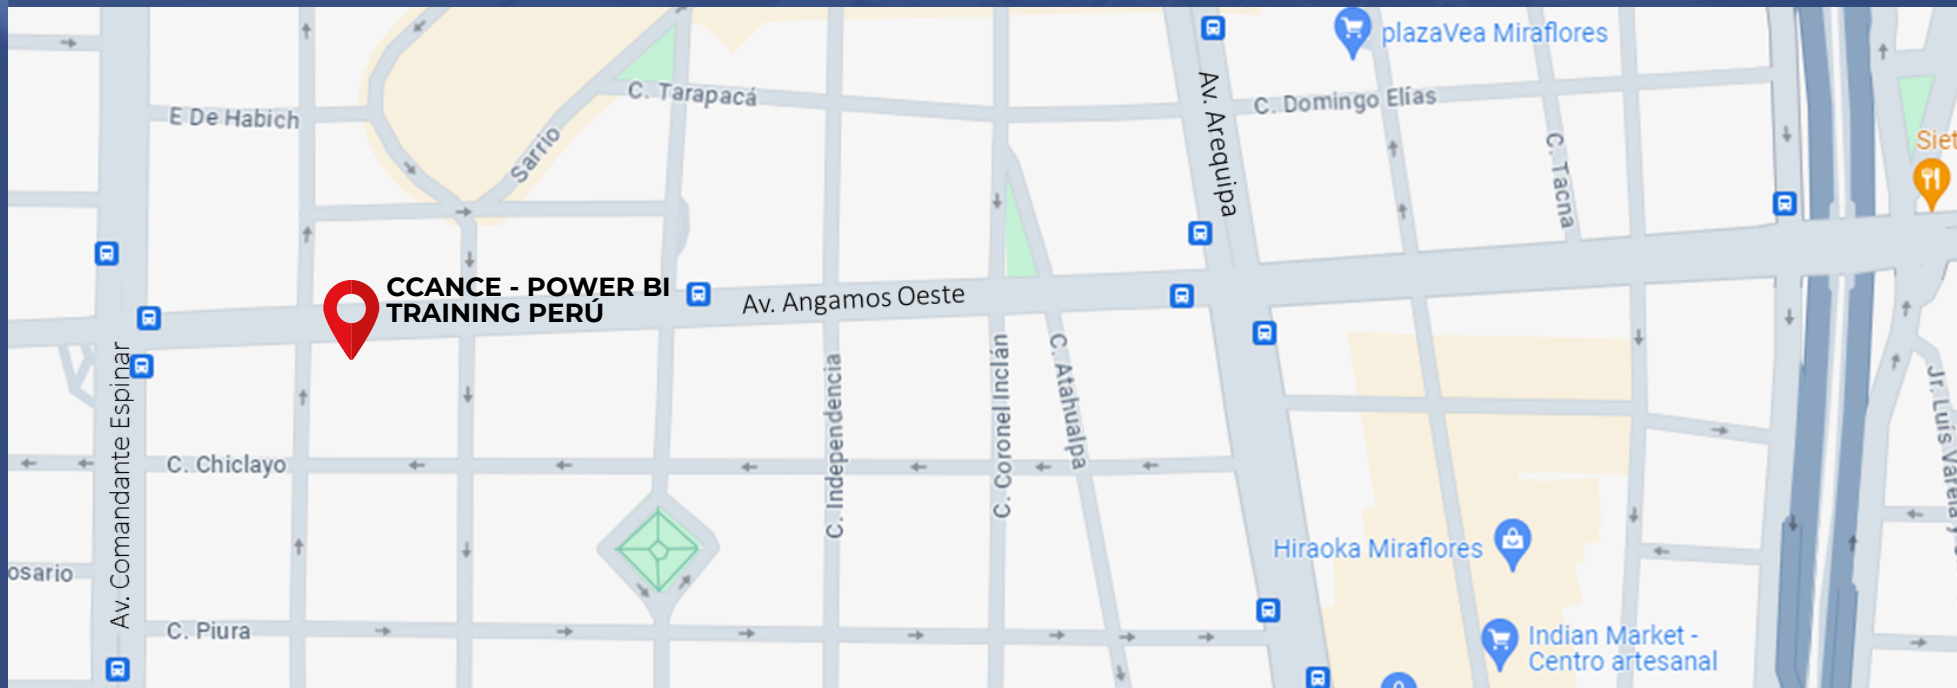 plazaVea Miraflores
C. Tarapacá
C. Domingo Elías
E De Habich
Av. Arequipa
Sarrio
C. Tacna
CCANCE - POWER BI
TRAINING PERÚ
Av. Angamos Oeste
Av. Comandante Espinar
C. Independencia
C. Coronel Inclán
C. Atahualpa
C. Chiclayo
Hiraoka Miraflores
C. Piura
Indian Market -
Centro artesanal